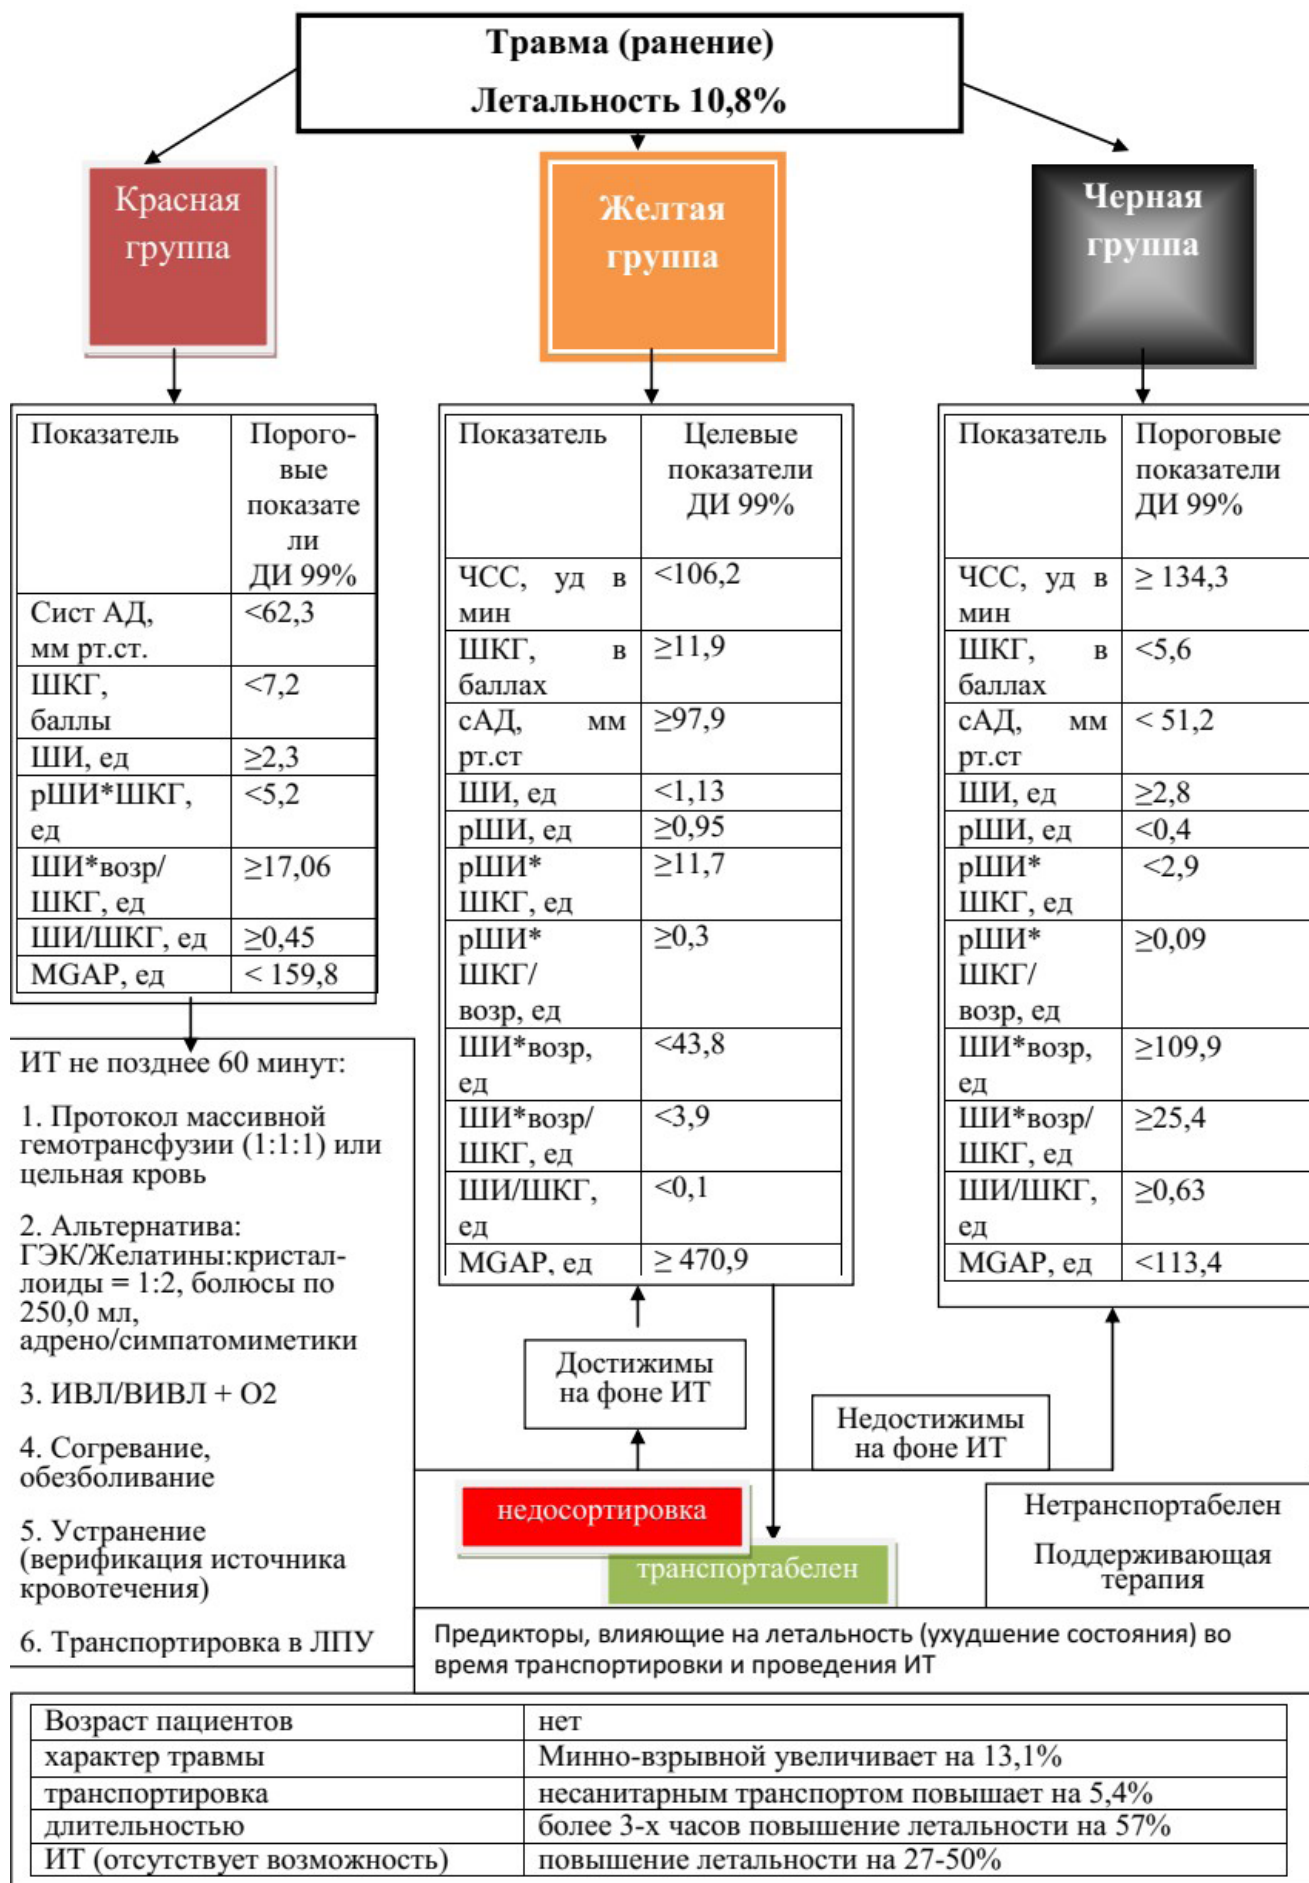 Травма (ранение)
Летальность 10,8%
Красная
группа
Желтая
группа
Черная
группа
Показатель
Порого-
вые
показате
ли
ДИ 99%
Сист АД,
мм рт.ст.
<62,3
ШКГ,
баллы
<7,2
ШИ, ед
≥2,3
рШИ*ШКГ,
ед
<5,2
ШИ*возр/
ШКГ, ед
≥17,06
ШИ/ШКГ, ед
≥0,45
MGAP, ед
< 159,8
Показатель
Целевые
показатели
ДИ 99%
ЧСС, уд в
мин
<106,2
ШКГ, в
баллах
≥11,9
сАД, мм
рт.ст
≥97,9
ШИ, ед
<1,13
рШИ, ед
≥0,95
рШИ*
ШКГ, ед
≥11,7
рШИ*
ШКГ/
возр, ед
≥0,3
ШИ*возр,
ед
<43,8
ШИ*возр/
ШКГ, ед
<3,9
ШИ/ШКГ,
ед
<0,1
MGAP, ед
≥ 470,9
Показатель
Пороговые
показатели
ДИ 99%
ЧСС, уд в
мин
≥ 134,3
ШКГ, в
баллах
<5,6
сАД, мм
рт.ст
< 51,2
ШИ, ед
≥2,8
рШИ, ед
<0,4
рШИ*
ШКГ, ед
<2,9
рШИ*
ШКГ/
возр, ед
≥0,09
ШИ*возр,
ед
≥109,9
ШИ*возр/
ШКГ, ед
≥25,4
ШИ/ШКГ,
ед
≥0,63
MGAP, ед
<113,4
ИТ не позднее 60 минут:
1. Протокол массивной
гемотрансфузии (1:1:1) или
цельная кровь
2. Альтернатива:
ГЭК/Желатины:кристал-
лоиды = 1:2, болюсы по
250,0 мл,
адрено/симпатомиметики
3. ИВЛ/ВИВЛ + О2
4. Согревание,
обезболивание
5. Устранение
(верификация источника
кровотечения)
6. Транспортировка в ЛПУ
Достижимы
на фоне ИТ
Недостижимы
на фоне ИТ
недосортировка
транспортабелен
Нетранспортабелен
Поддерживающая
терапия
Предикторы, влияющие на летальность (ухудшение состояния) во
время транспортировки и проведения ИТ
Возраст пациентов нет
характер травмы Минно-взрывной увеличивает на 13,1%
транспортировка несанитарным транспортом повышает на 5,4%
длительностью более 3-х часов повышение летальности на 57%
ИТ (отсутствует возможность) повышение летальности на 27-50%